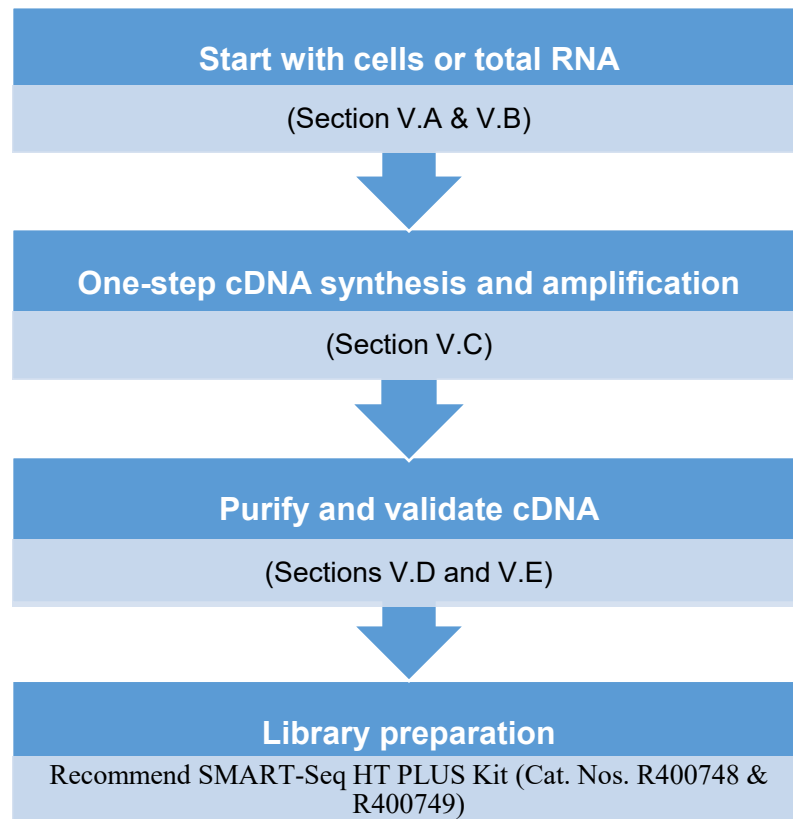 Start with cells or total RNA
(Section V.A & V.B)
One-step cDNA synthesis and amplification
(Section V.C)
Purify and validate cDNA
(Sections V.D and V.E)
Library preparation
Recommend SMART-Seq HT PLUS Kit (Cat. Nos. R400748 &
R400749)